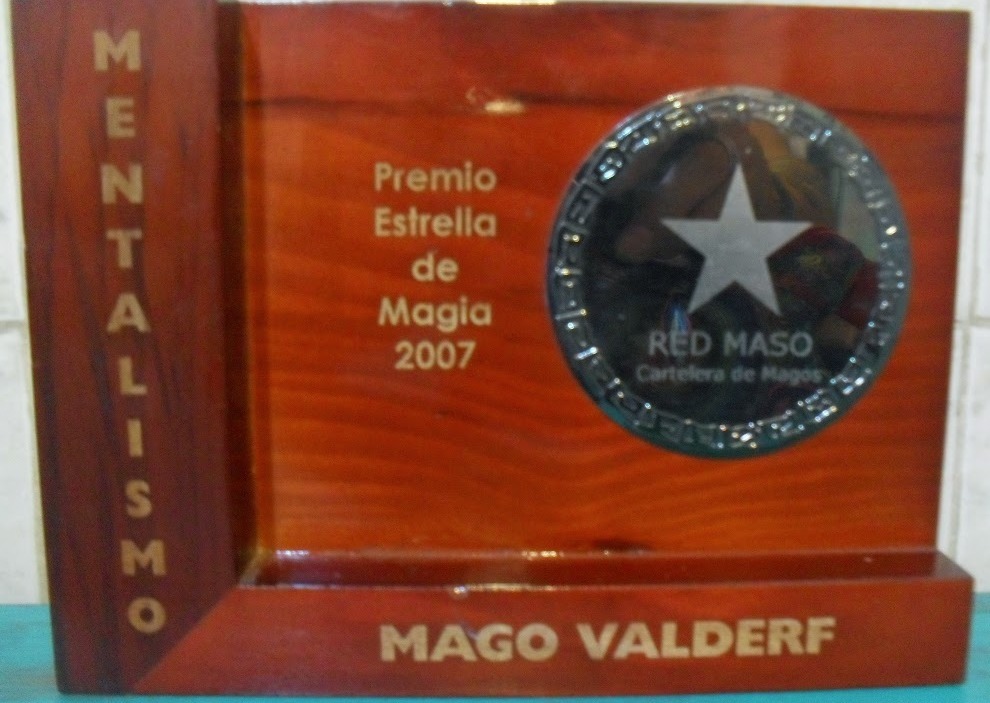 MENTALISMO
Premio
Estrella
de
Magia
2007
RED MASO
Cartelera de Magos
MAGO VALDERF